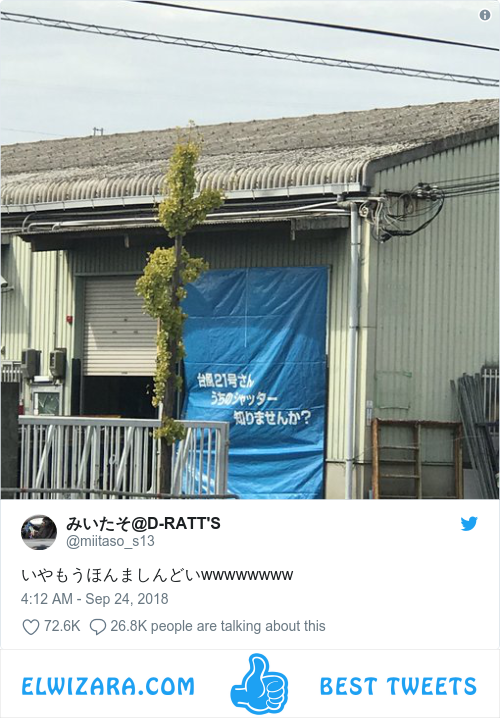 台風21号さん
うちのシャッター
知りませんか?
みいたそ@D-RATT'S
@miitaso_s13
いやもうほんましんどいwwwwwwww
4:12 AM - Sep 24, 2018
72.6K 26.8K people are talking about this
ELWIZARA.COM BEST TWEETS